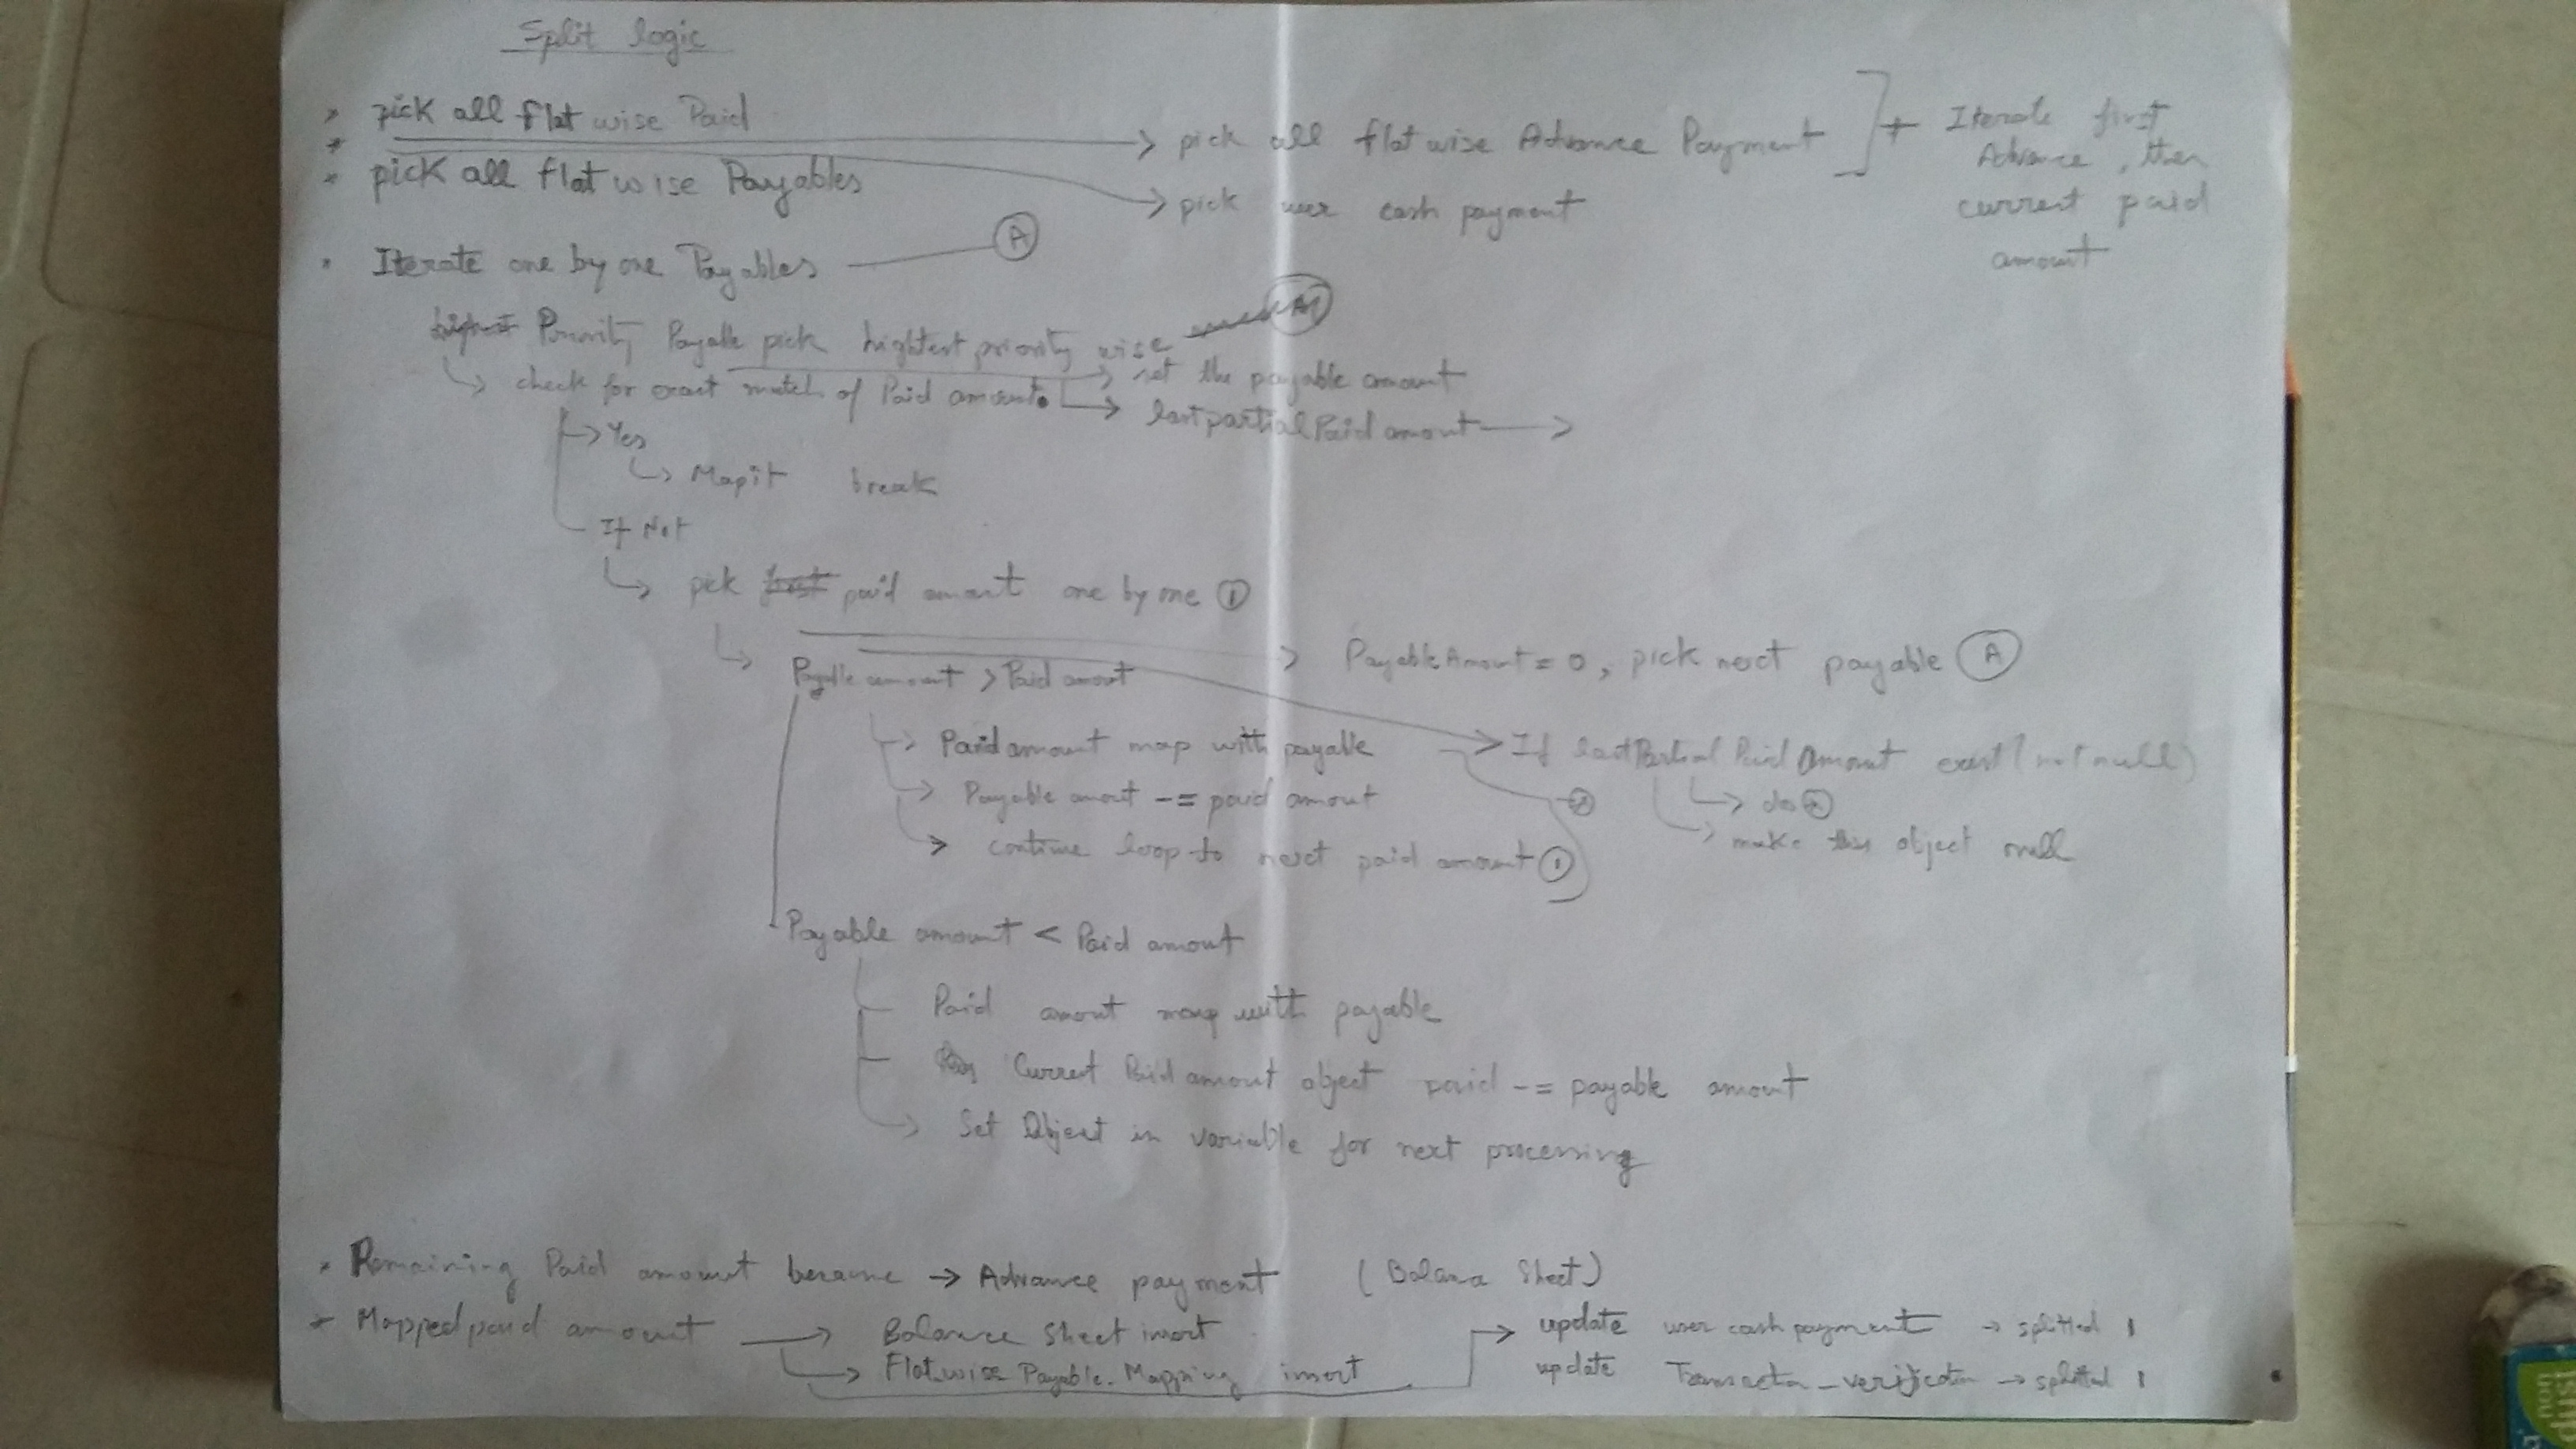 Split logic
* pick all flat wise Paid
* → pick all flat wise Advance Payment
+ Iterate first Advance, then current paid amount
* pick all flat wise Payables
→ pick user cash payment
* Iterate one by one Payables A
highest Priority Payable pick hightest priority wise
↳ check for exact match of Paid amount.
→ set the payable amount
→ last partial Paid amount →
→ Yes
↳ Map it break
If Not
↳ pick first paid amount one by one 1
↳ Payable amount > Paid amount
> Payable Amount = 0, pick next payable A
↳ Paid amount map with payable
→ If last Partial Paid Amount exist (not null)
↳ Payable amount -= paid amount
↳ do
→ continue loop to next paid amount 1
↳ make this object null
Payable amount < Paid amount
Paid amount map with payable
Current Paid amount object paid -= payable amount
↳ Set Object in variable for next processing
* Remaining Paid amount became → Advance payment (Balance Sheet)
* Mapped paid amount → Balance Sheet insert.
→ update user cash payment → splitted 1
→ Flatwise Payable Mapping insert
update Transaction_verification → splitted 1
non
dust